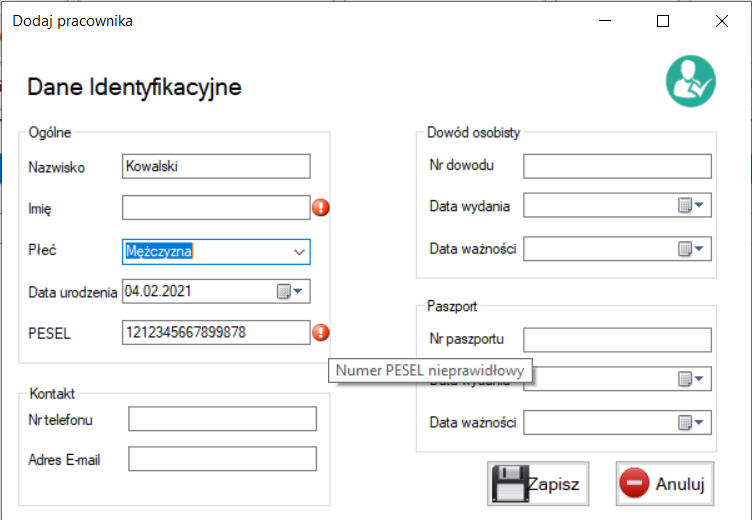 Dodaj pracownika
Dane Identyfikacyjne
Ogólne
Nazwisko Kowalski
Imię
Płeć Mężczyzna
Data urodzenia 04.02.2021
PESEL 1212345667899878
Numer PESEL nieprawidłowy
Kontakt
Nr telefonu
Adres E-mail
Dowód osobisty
Nr dowodu
Data wydania
Data ważności
Paszport
Nr paszportu
Data wydania
Data ważności
Zapisz
Anuluj